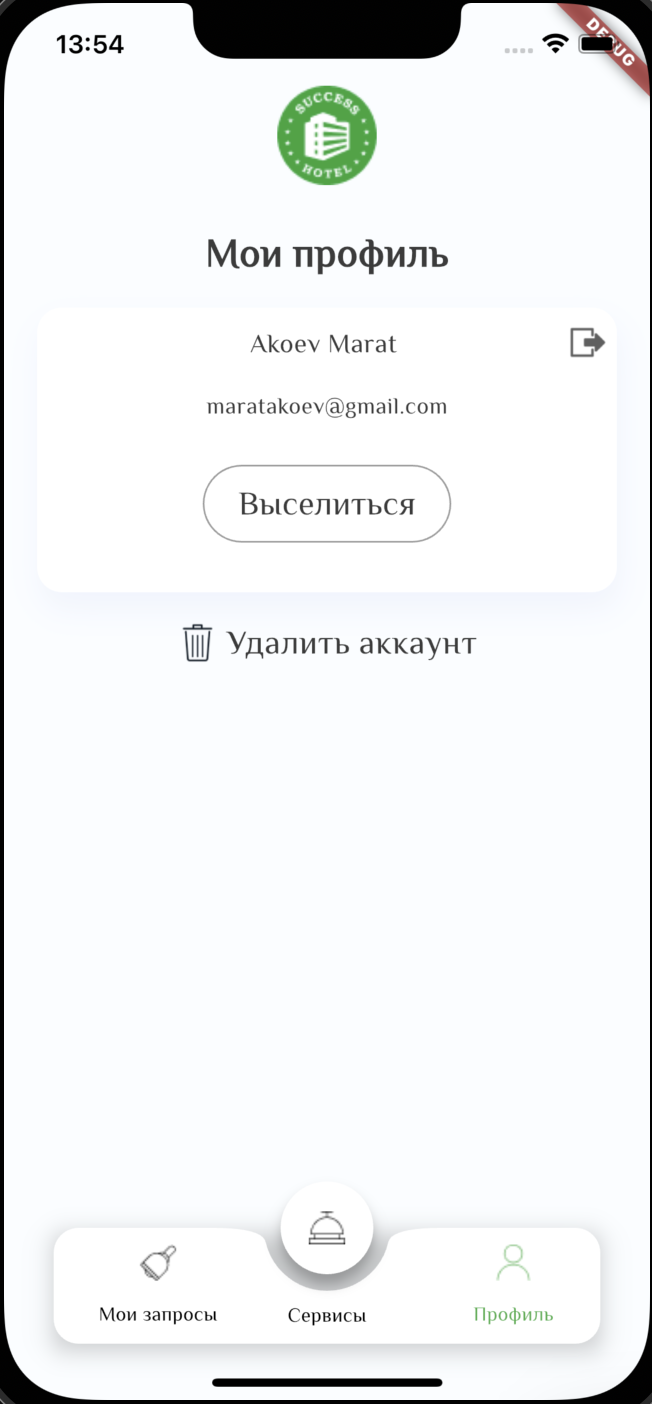 13:54
DEBUG
SUCCESS
HOTEL
Мои профиль
Akoev Marat
maratakoev@gmail.com
Выселиться
Удалить аккаунт
Мои запросы
Сервисы
Профиль